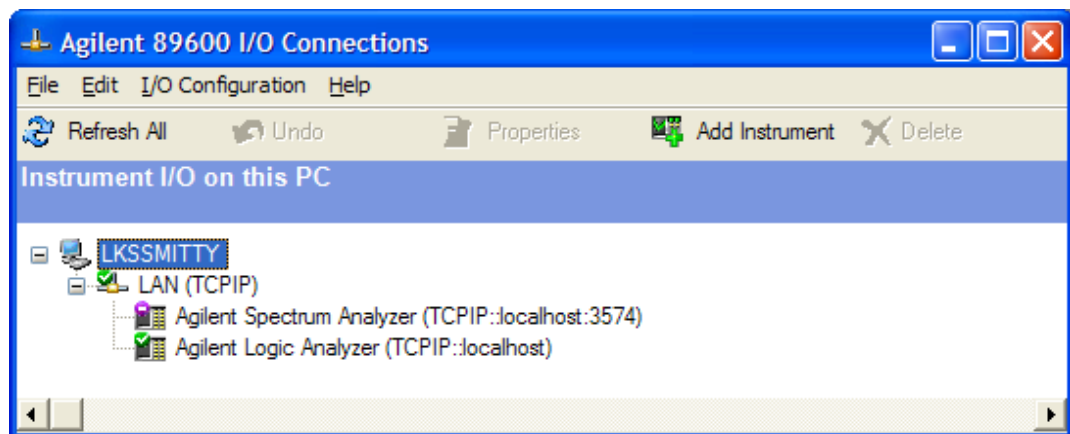 Agilent 89600 I/O Connections
File Edit I/O Configuration Help
Refresh All Undo Properties Add Instrument Delete
Instrument I/O on this PC
LKSSMITTY
LAN (TCPIP)
Agilent Spectrum Analyzer (TCPIP::localhost:3574)
Agilent Logic Analyzer (TCPIP::localhost)